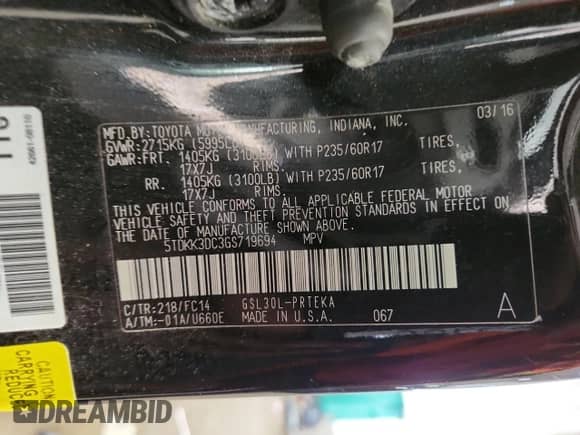 MFD.BY: TOYOTA MOTOR MANUFACTURING, INDIANA, INC. 03/16
GVWR: 2715KG (5995LB)
GAWR: FRT. 1405KG (3100LB) WITH P235/60R17 TIRES,
17X7J RIMS,
RR. 1405KG (3100LB) WITH P235/60R17 TIRES,
17X7J RIMS,
THIS VEHICLE CONFORMS TO ALL APPLICABLE FEDERAL MOTOR
VEHICLE SAFETY AND THEFT PREVENTION STANDARDS IN EFFECT ON
THE DATE OF MANUFACTURE SHOWN ABOVE.
5TDKK3DC3GS719694 MPV
C/TR: 218/FC14 GSL30L-PRTEKA
A/TM: -01A/U660E MADE IN U.S.A. 067 A
CAUTION
CARRYING
REDUCE
DREAMBID